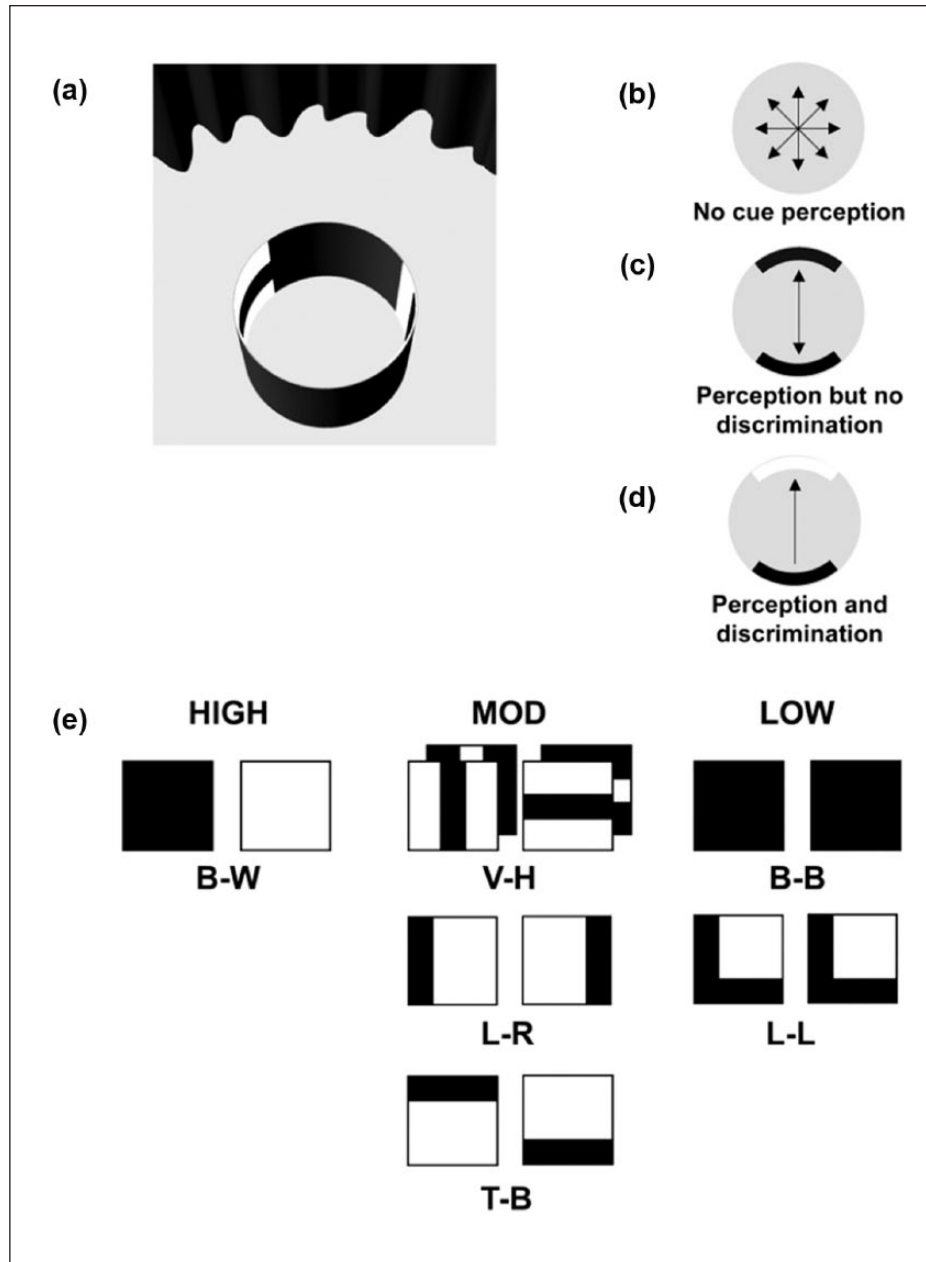 (a)
(b)
No cue perception
(c)
Perception but no
discrimination
(d)
Perception and
discrimination
(e)
HIGH MOD LOW
B-W V-H B-B
L-R L-L
T-B